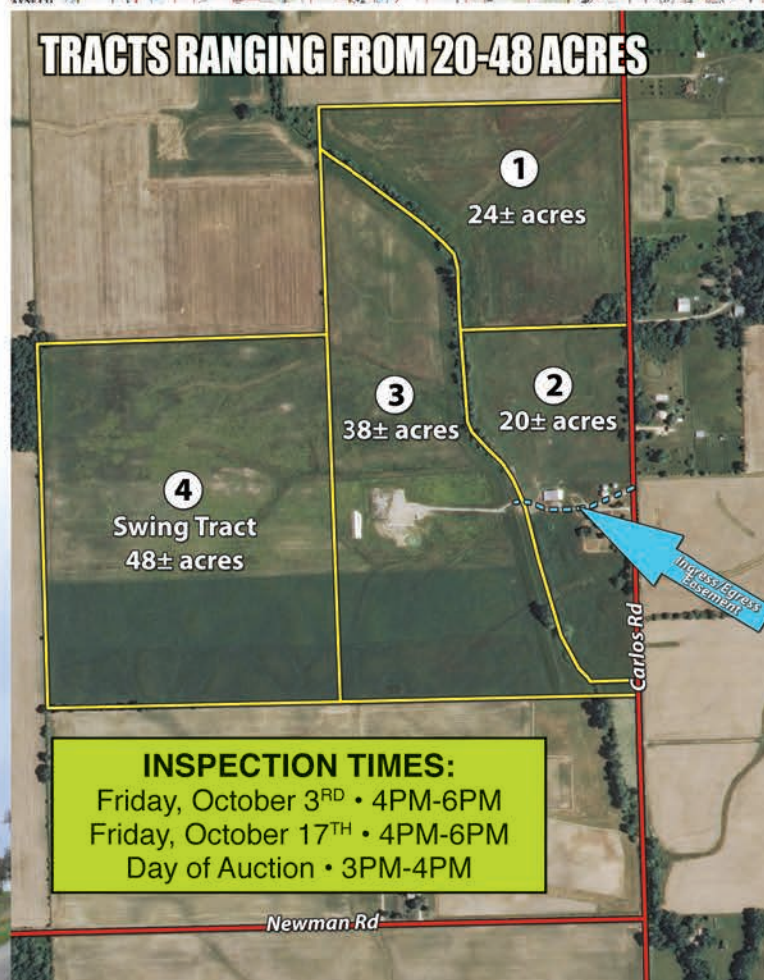 TRACTS RANGING FROM 20-48 ACRES
1
24± acres
2
20± acres
3
38± acres
4
Swing Tract
48± acres
Ingress/Egress
Easement
Carlos Rd
INSPECTION TIMES:
Friday, October 3RD • 4PM-6PM
Friday, October 17TH • 4PM-6PM
Day of Auction • 3PM-4PM
Newman Rd